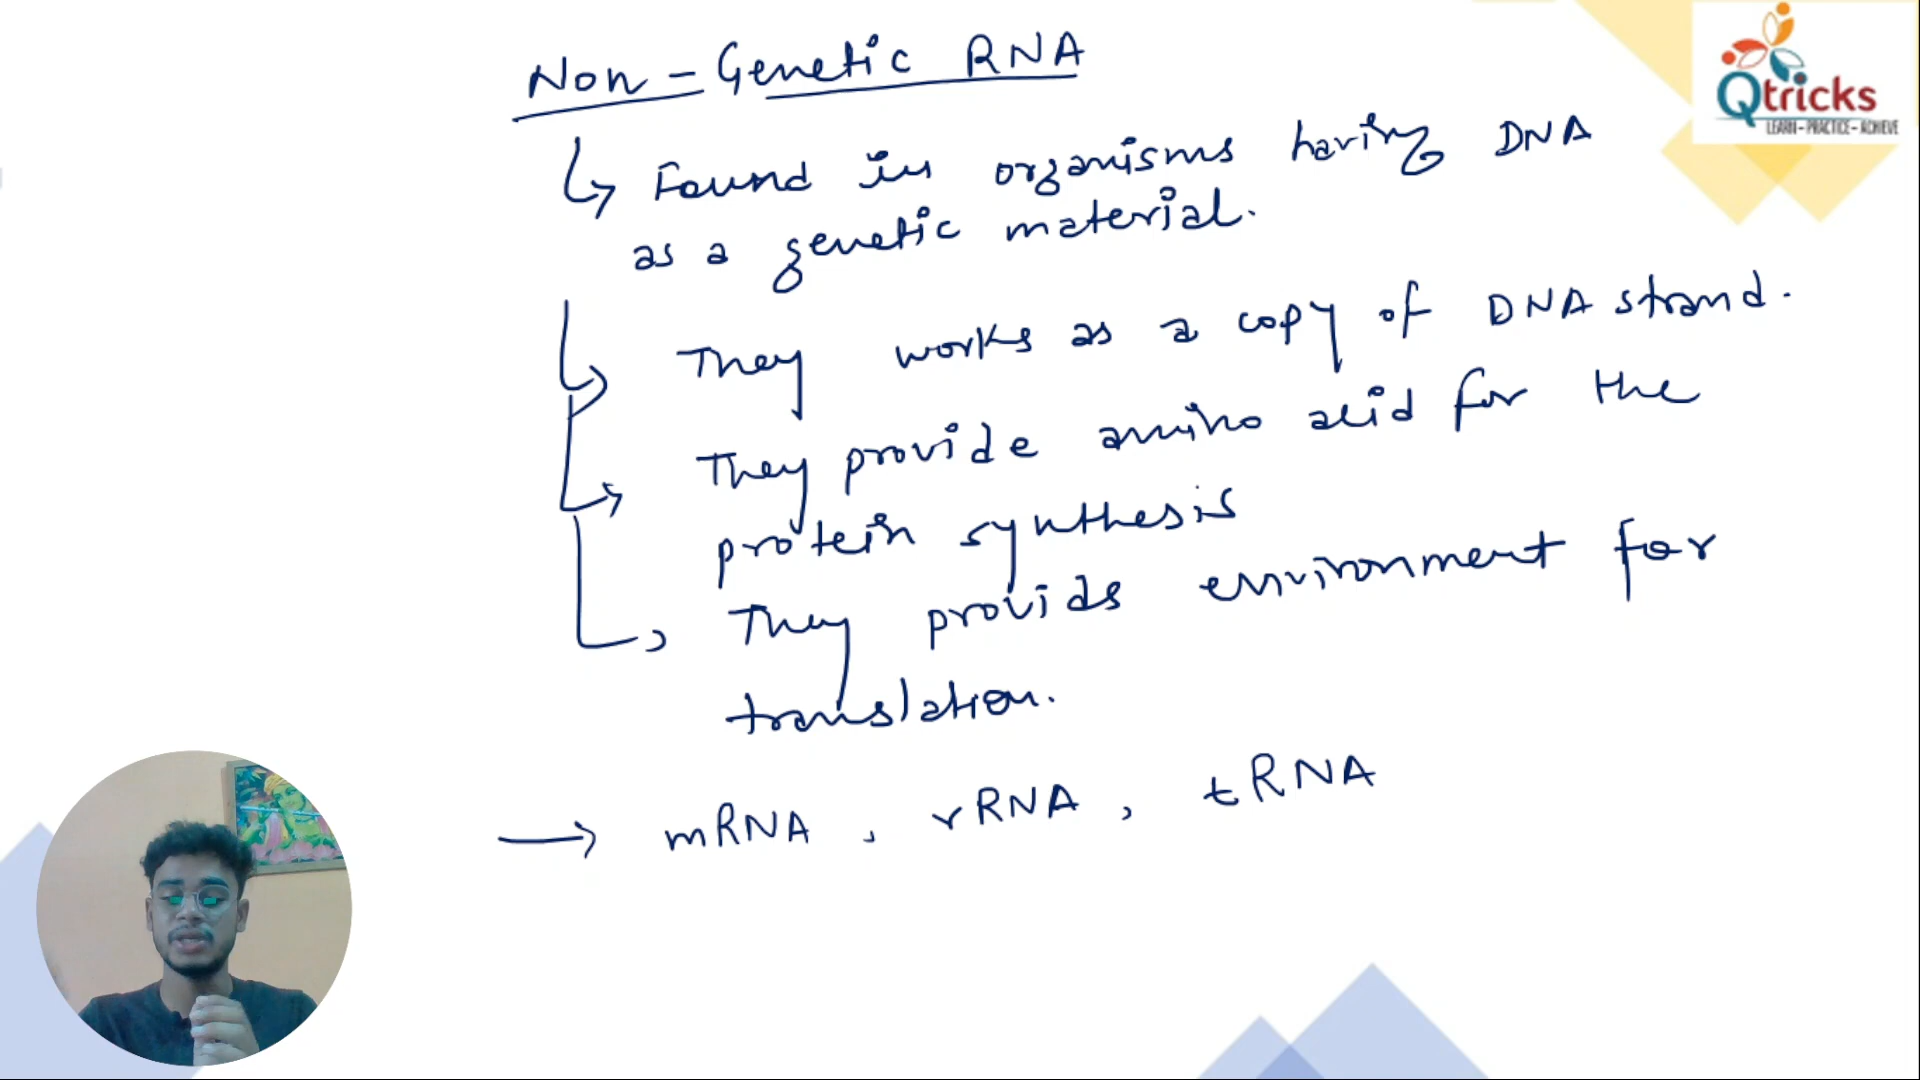 Non-Genetic RNA
Qtricks
LEARN-PRACTICE-ACHIEVE
Found in organisms having DNA
as a genetic material.
They works as a copy of DNA strand.
They provide amino acid for the
protein synthesis
They provids environment for
translation.
→ mRNA, rRNA, tRNA